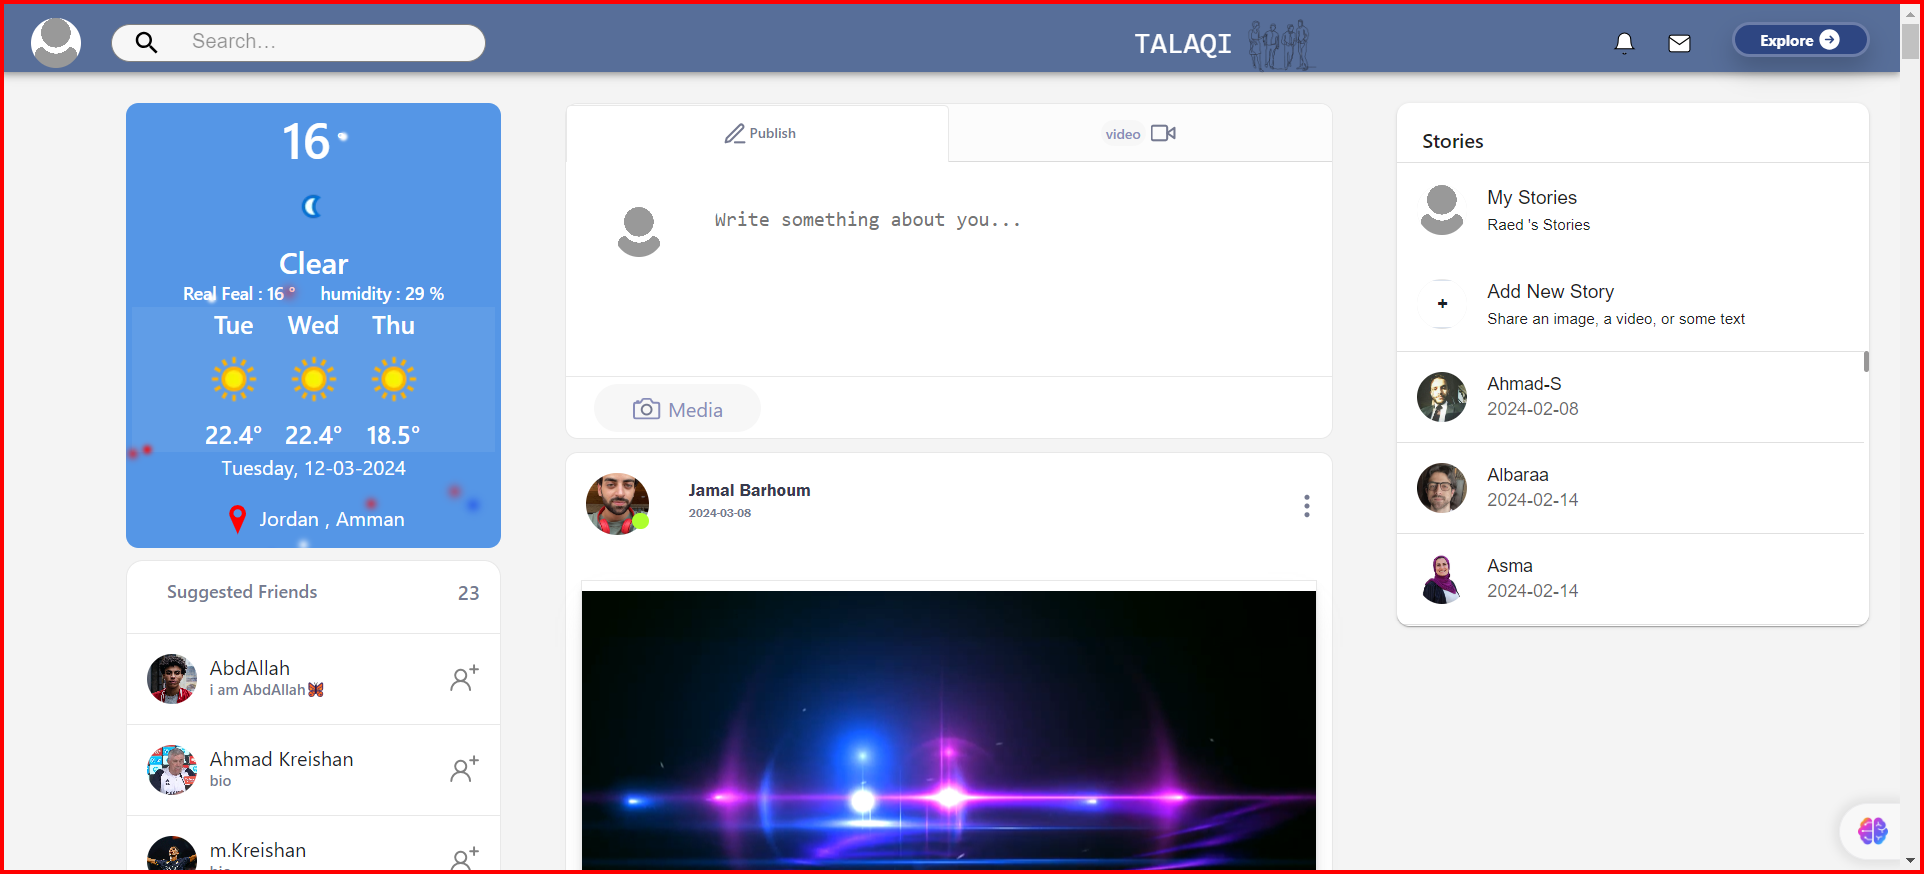 Search...
TALAQI
Explore
16
Clear
Real Feal : 16 °
humidity : 29 %
Tue Wed Thu
22.4° 22.4° 18.5°
Tuesday, 12-03-2024
Jordan , Amman
Suggested Friends 23
AbdAllah
i am AbdAllah🦋
Ahmad Kreishan
bio
m.Kreishan
bio
Publish
video
Write something about you...
Media
Jamal Barhoum
2024-03-08
Stories
My Stories
Raed 's Stories
+
Add New Story
Share an image, a video, or some text
Ahmad-S
2024-02-08
Albaraa
2024-02-14
Asma
2024-02-14